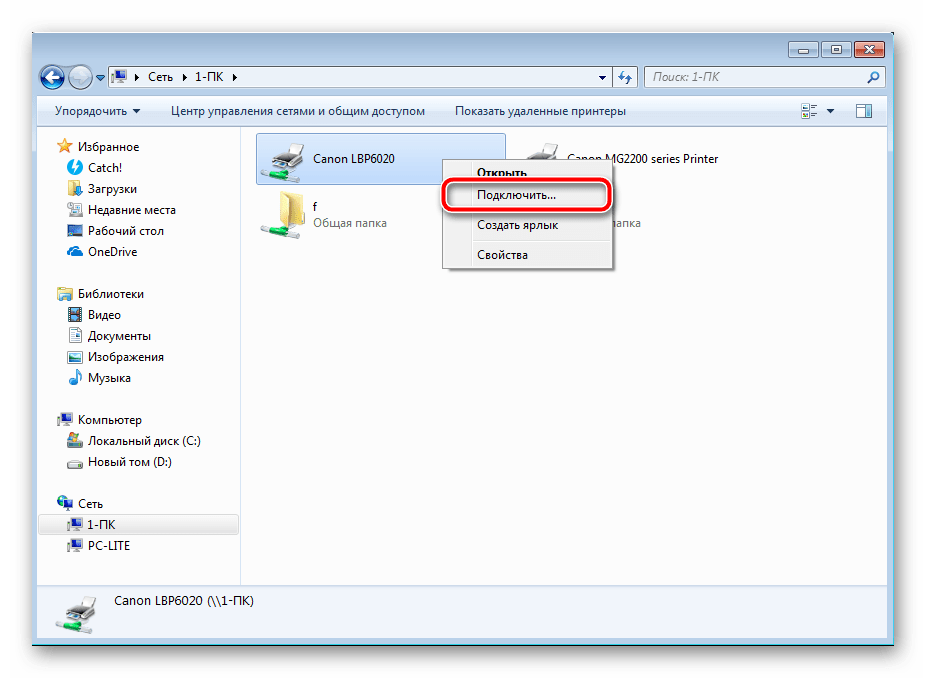 Сеть 1-ПК
Поиск: 1-ПК
Упорядочить Центр управления сетями и общим доступом Показать удаленные принтеры
Избранное
Catch!
Загрузки
Недавние места
Рабочий стол
OneDrive
Библиотеки
Видео
Документы
Изображения
Музыка
Компьютер
Локальный диск (C:)
Новый том (D:)
Сеть
1-ПК
PC-LITE
Canon LBP6020
Canon MG2200 series Printer
f
Общая папка
папка
Открыть
Подключить...
Создать ярлык
Свойства
Canon LBP6020 (\\1-ПК)